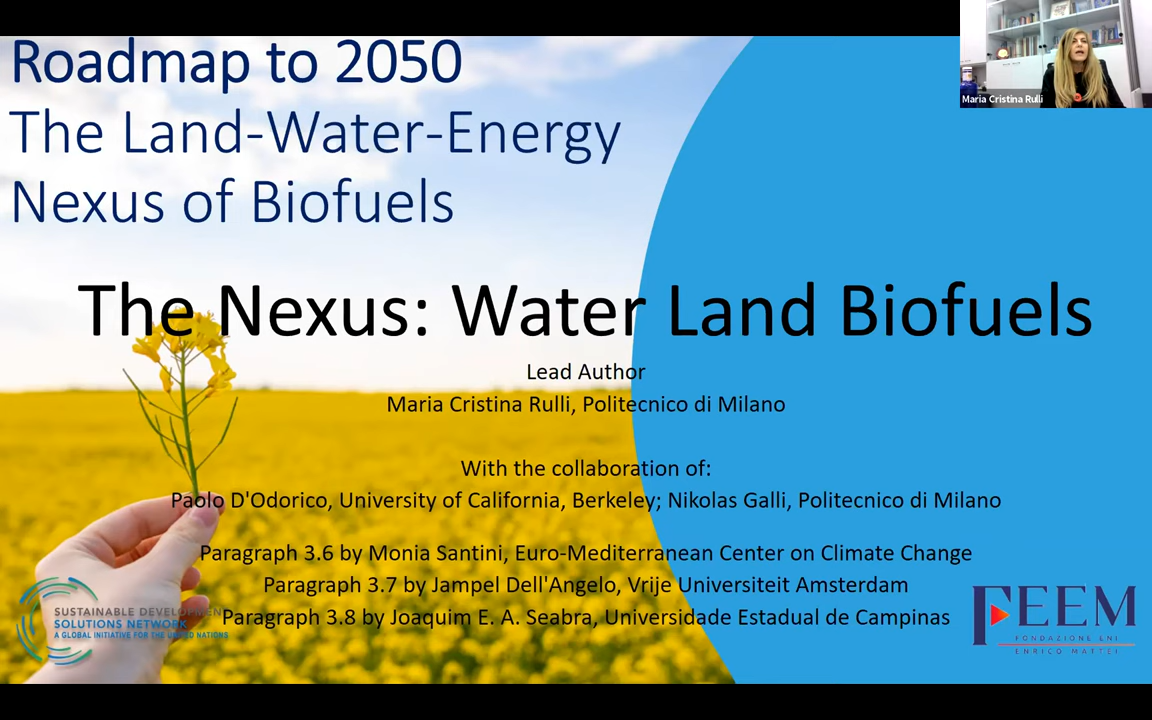 Roadmap to 2050
The Land-Water-Energy
Nexus of Biofuels
Maria Cristina Rulli
The Nexus: Water Land Biofuels
Lead Author
Maria Cristina Rulli, Politecnico di Milano
With the collaboration of:
Paolo D'Odorico, University of California, Berkeley; Nikolas Galli, Politecnico di Milano
Paragraph 3.6 by Monia Santini, Euro-Mediterranean Center on Climate Change
Paragraph 3.7 by Jampel Dell'Angelo, Vrije Universiteit Amsterdam
Paragraph 3.8 by Joaquim E. A. Seabra, Universidade Estadual de Campinas
SUSTAINABLE DEVELOPMENT
SOLUTIONS NETWORK
A GLOBAL INITIATIVE FOR THE UNITED NATIONS
FEEM
FONDAZIONE ENI
ENRICO MATTEI